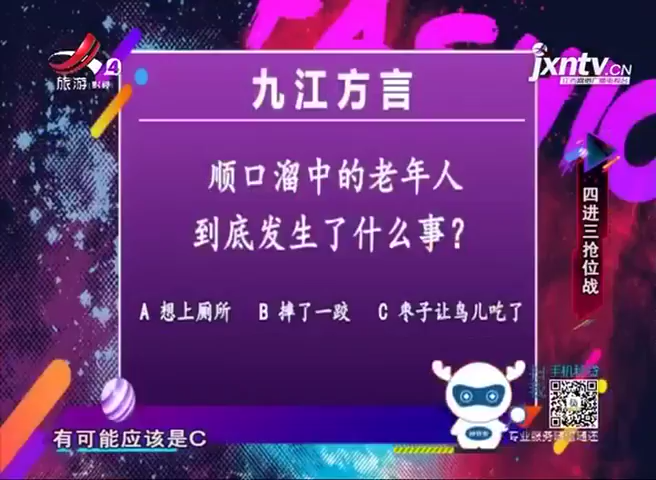 旅游
4
jxntv.CN
九江方言
顺口溜中的老年人
到底发生了什么事？
A 想上厕所 B 摔了一跤 C 枣子让鸟儿吃了
四进三抢位战
有可能应该是C